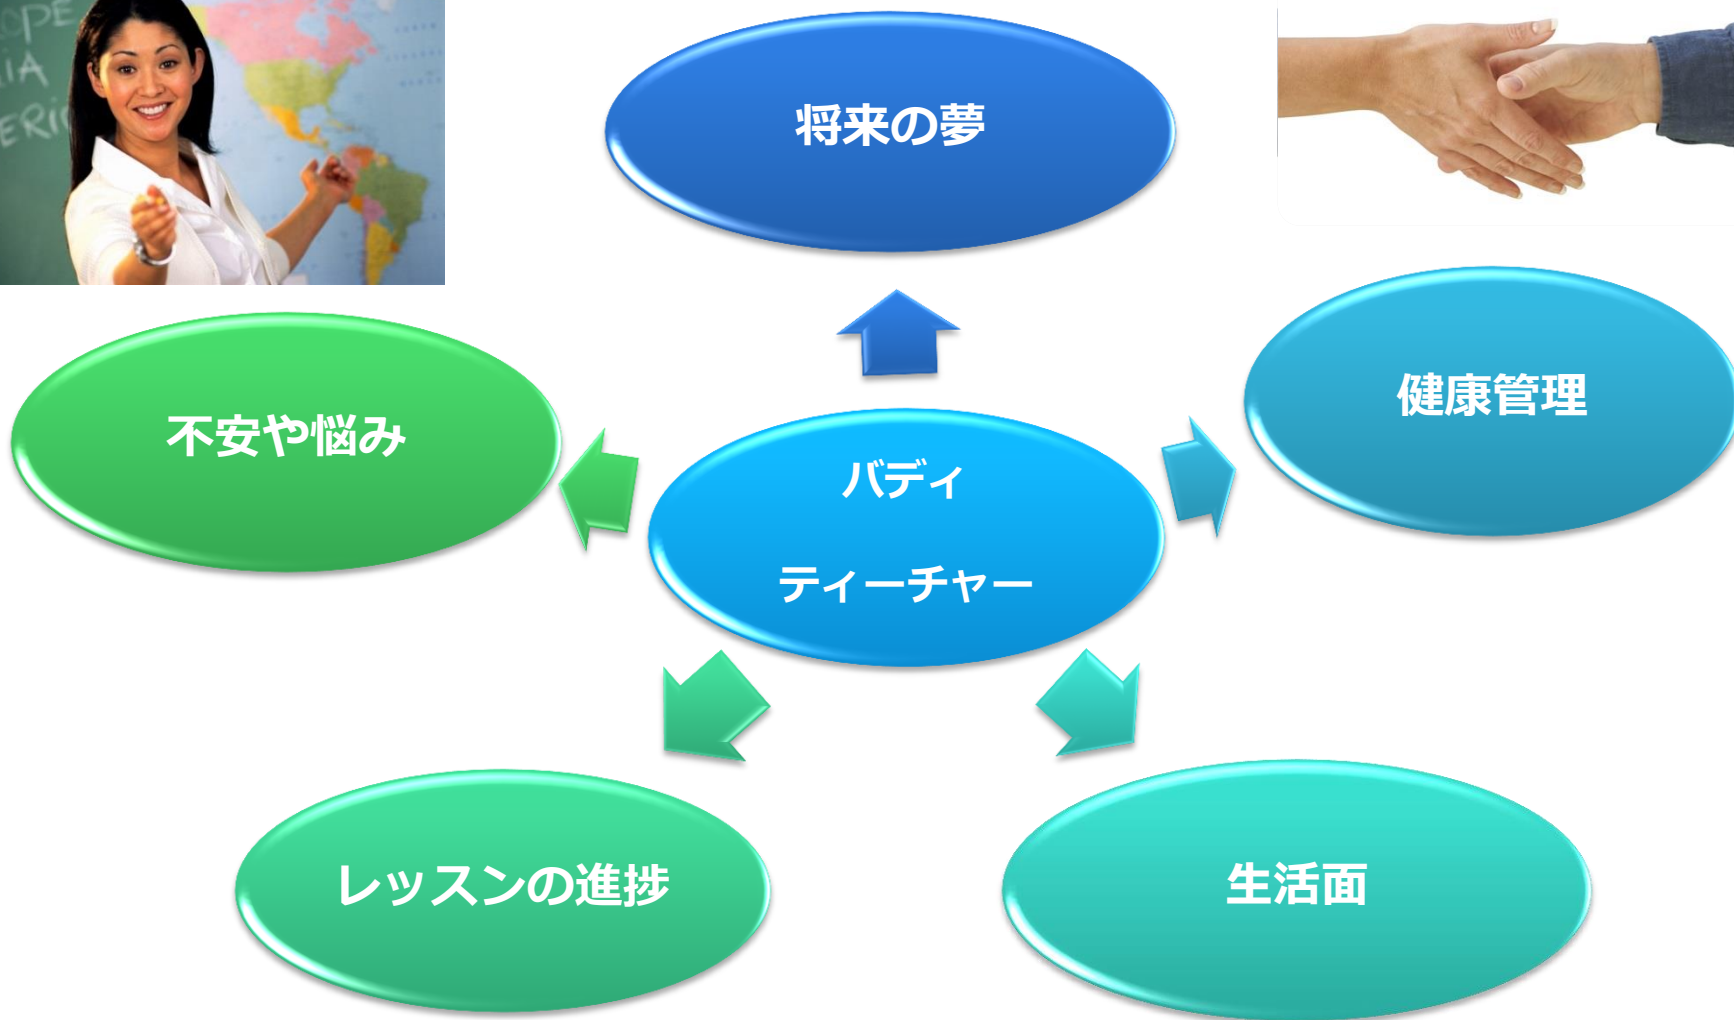 将来の夢
健康管理
不安や悩み
バディ
ティーチャー
レッスンの進捗
生活面